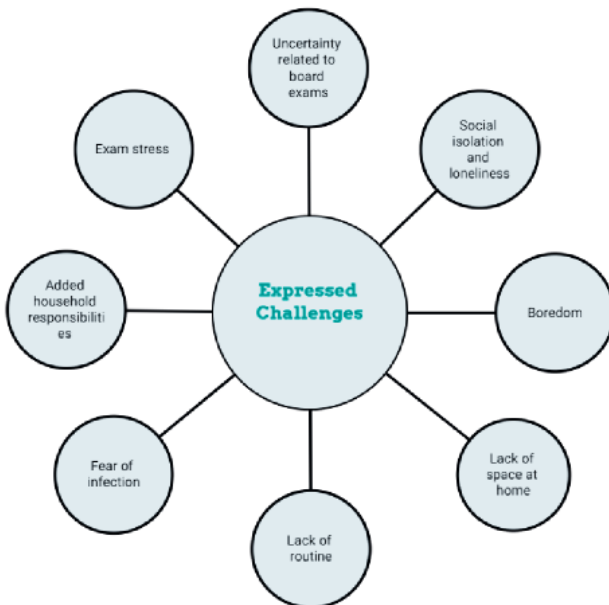 Uncertainty
related to
board
exams
Social
isolation
and
loneliness
Exam stress
Expressed
Challenges
Added
household
responsibiliti
es
Boredom
Fear of
infection
Lack of
space at
home
Lack of
routine